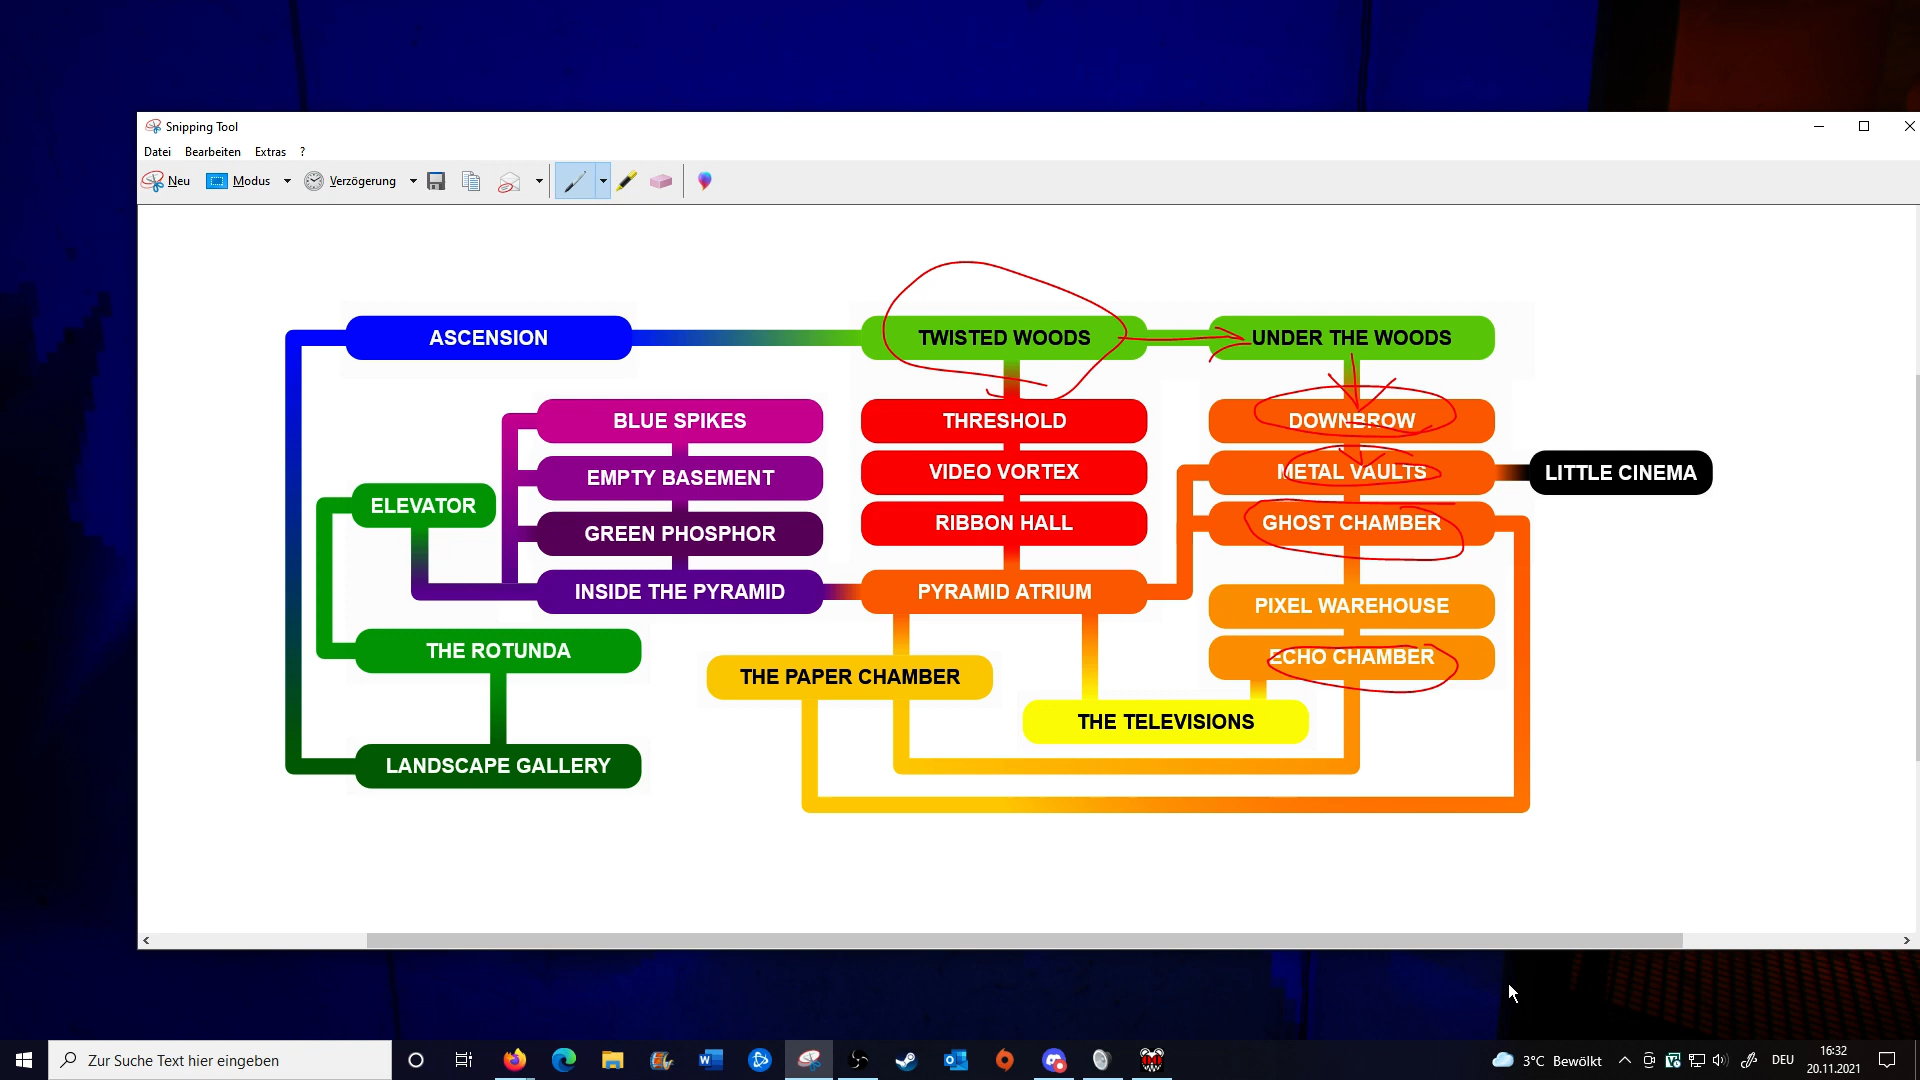 Snipping Tool
Datei Bearbeiten Extras ?
Neu Modus Verzögerung
ASCENSION
TWISTED WOODS
UNDER THE WOODS
BLUE SPIKES
THRESHOLD
DOWNBROW
EMPTY BASEMENT
VIDEO VORTEX
METAL VAULTS
LITTLE CINEMA
ELEVATOR
GREEN PHOSPHOR
RIBBON HALL
GHOST CHAMBER
INSIDE THE PYRAMID
PYRAMID ATRIUM
PIXEL WAREHOUSE
THE ROTUNDA
ECHO CHAMBER
THE PAPER CHAMBER
THE TELEVISIONS
LANDSCAPE GALLERY
Zur Suche Text hier eingeben
3°C Bewölkt
DEU
16:32
20.11.2021